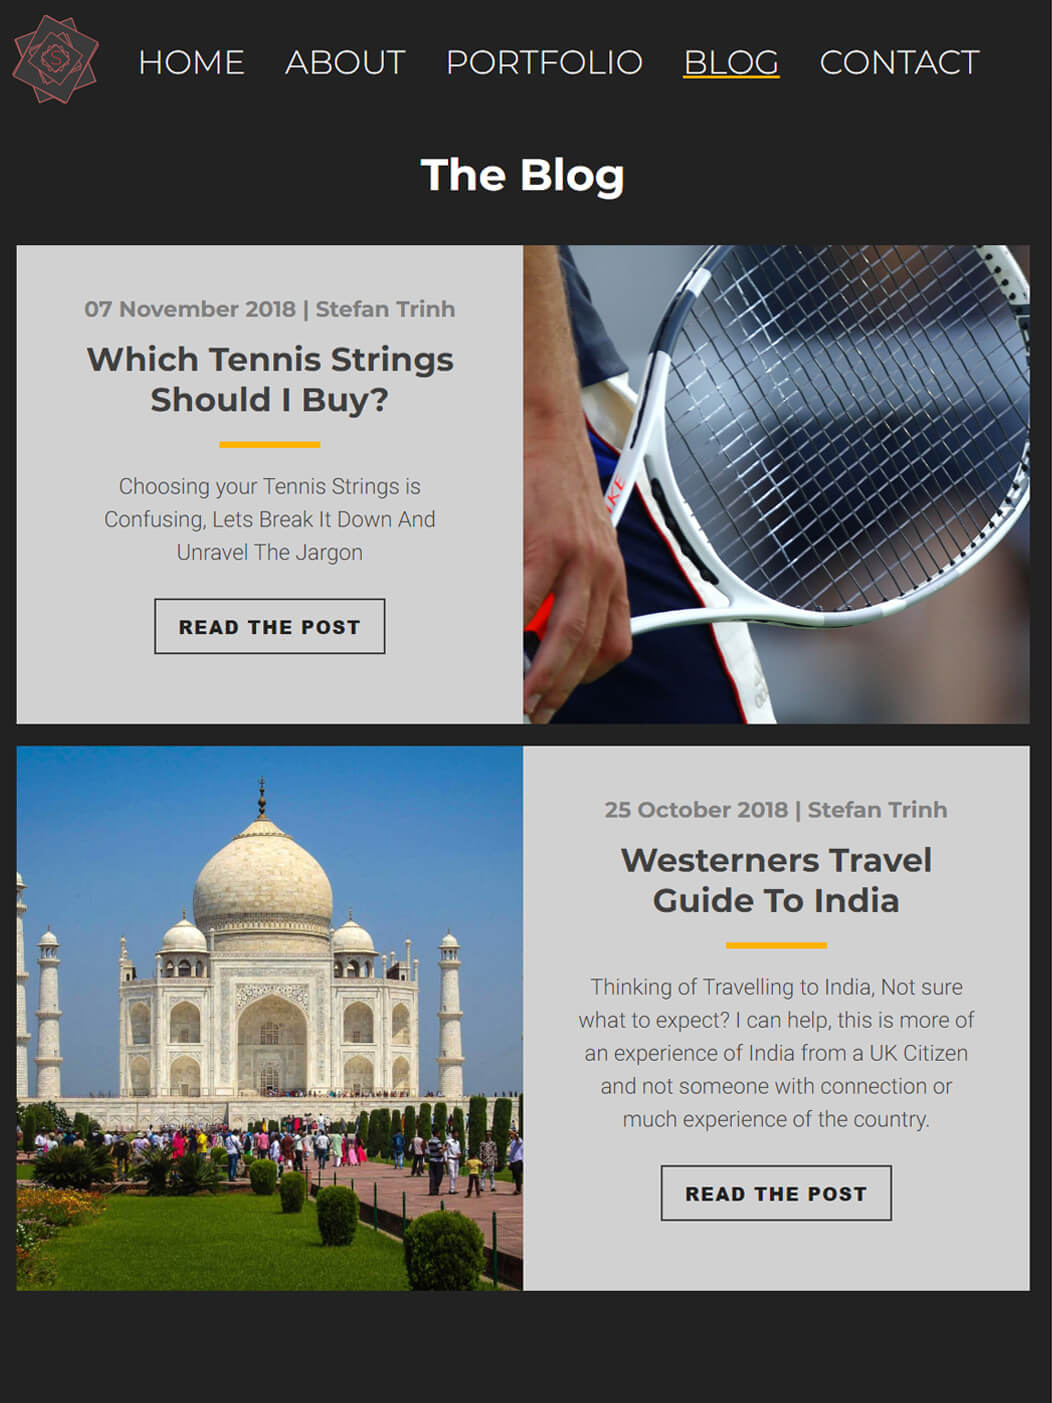 HOME ABOUT PORTFOLIO BLOG CONTACT
The Blog
07 November 2018 | Stefan Trinh
Which Tennis Strings
Should I Buy?
Choosing your Tennis Strings is
Confusing, Lets Break It Down And
Unravel The Jargon
READ THE POST
25 October 2018 | Stefan Trinh
Westerners Travel
Guide To India
Thinking of Travelling to India, Not sure
what to expect? I can help, this is more of
an experience of India from a UK Citizen
and not someone with connection or
much experience of the country.
READ THE POST